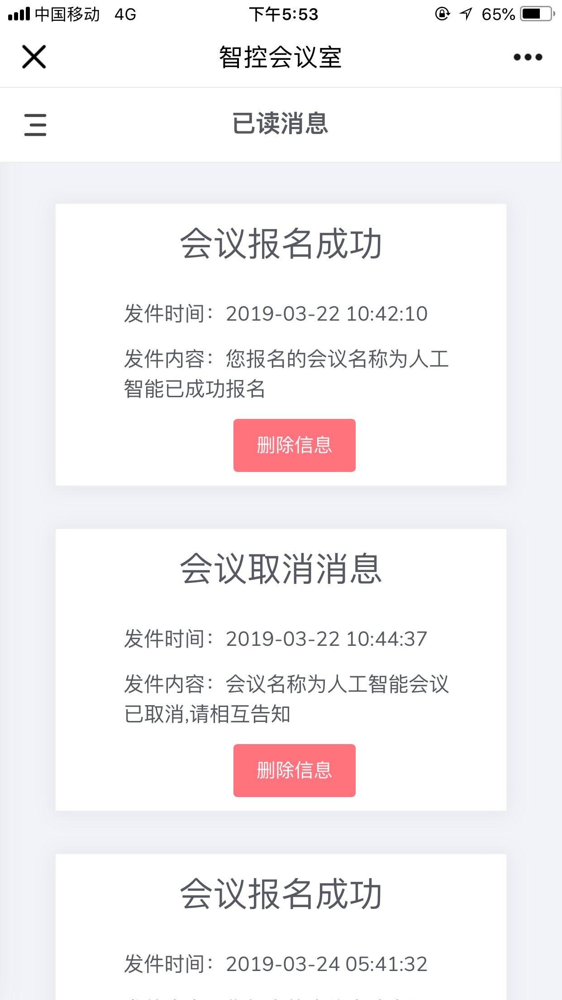 中国移动 4G 下午5:53 65%
智控会议室
已读消息
会议报名成功
发件时间：2019-03-22 10:42:10
发件内容：您报名的会议名称为人工
智能已成功报名
删除信息
会议取消消息
发件时间：2019-03-22 10:44:37
发件内容：会议名称为人工智能会议
已取消,请相互告知
删除信息
会议报名成功
发件时间：2019-03-24 05:41:32